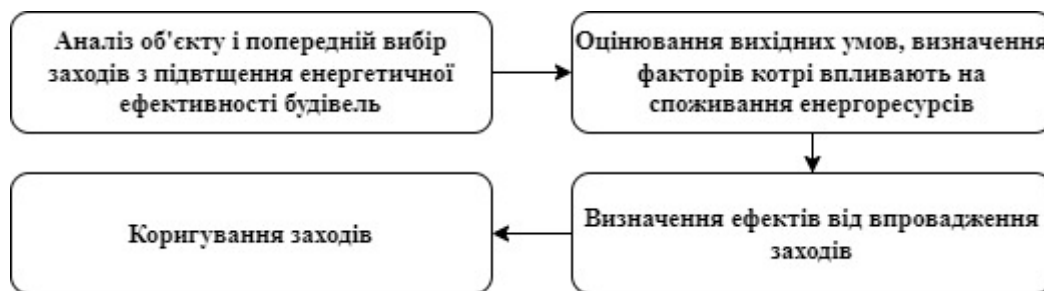 Аналіз об'єкту і попередній вибір
заходів з підвтщення енергетичної
ефективності будівель
Оцінювання вихідних умов, визначення
факторів котрі впливають на
споживання енергоресурсів
Визначення ефектів від впровадження
заходів
Коригування заходів